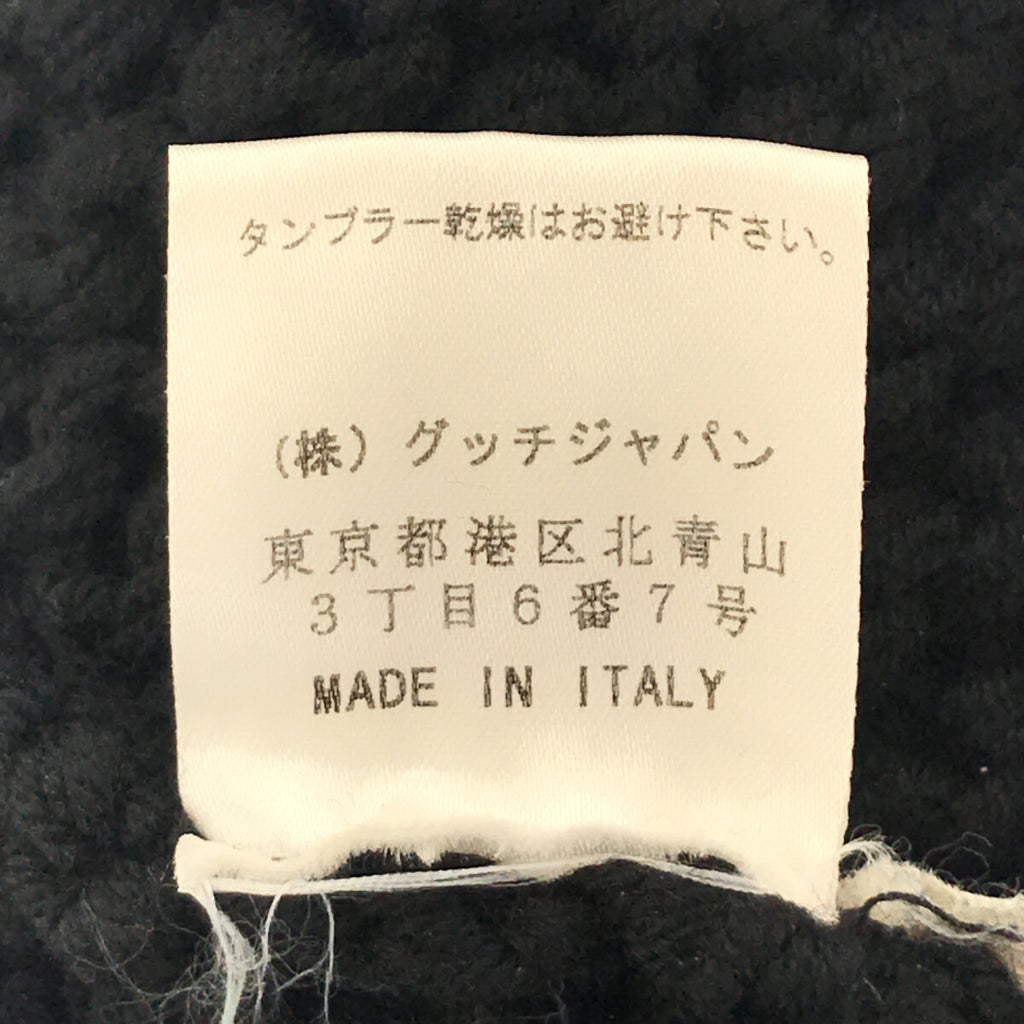 タンブラー乾燥はお避け下さい。
(株) グッチジャパン
東京都港区北青山
3丁目6番7号
MADE IN ITALY